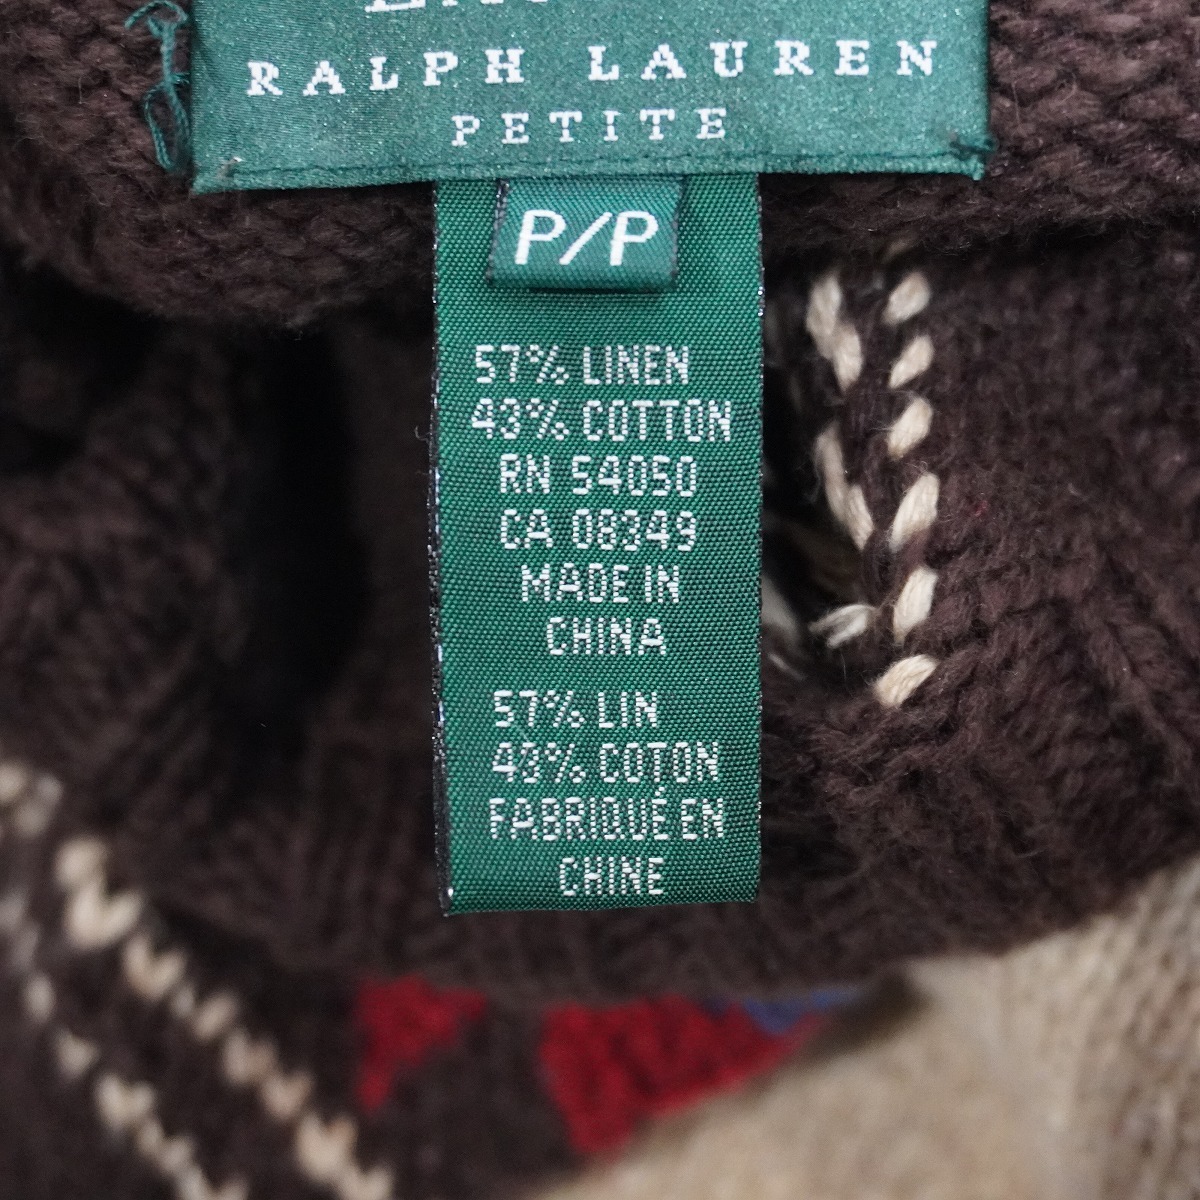 RALPH LAUREN
PETITE
P/P
57% LINEN
43% COTTON
RN 54050
CA 08349
MADE IN
CHINA
57% LIN
43% COTON
FABRIQUÉ EN
CHINE